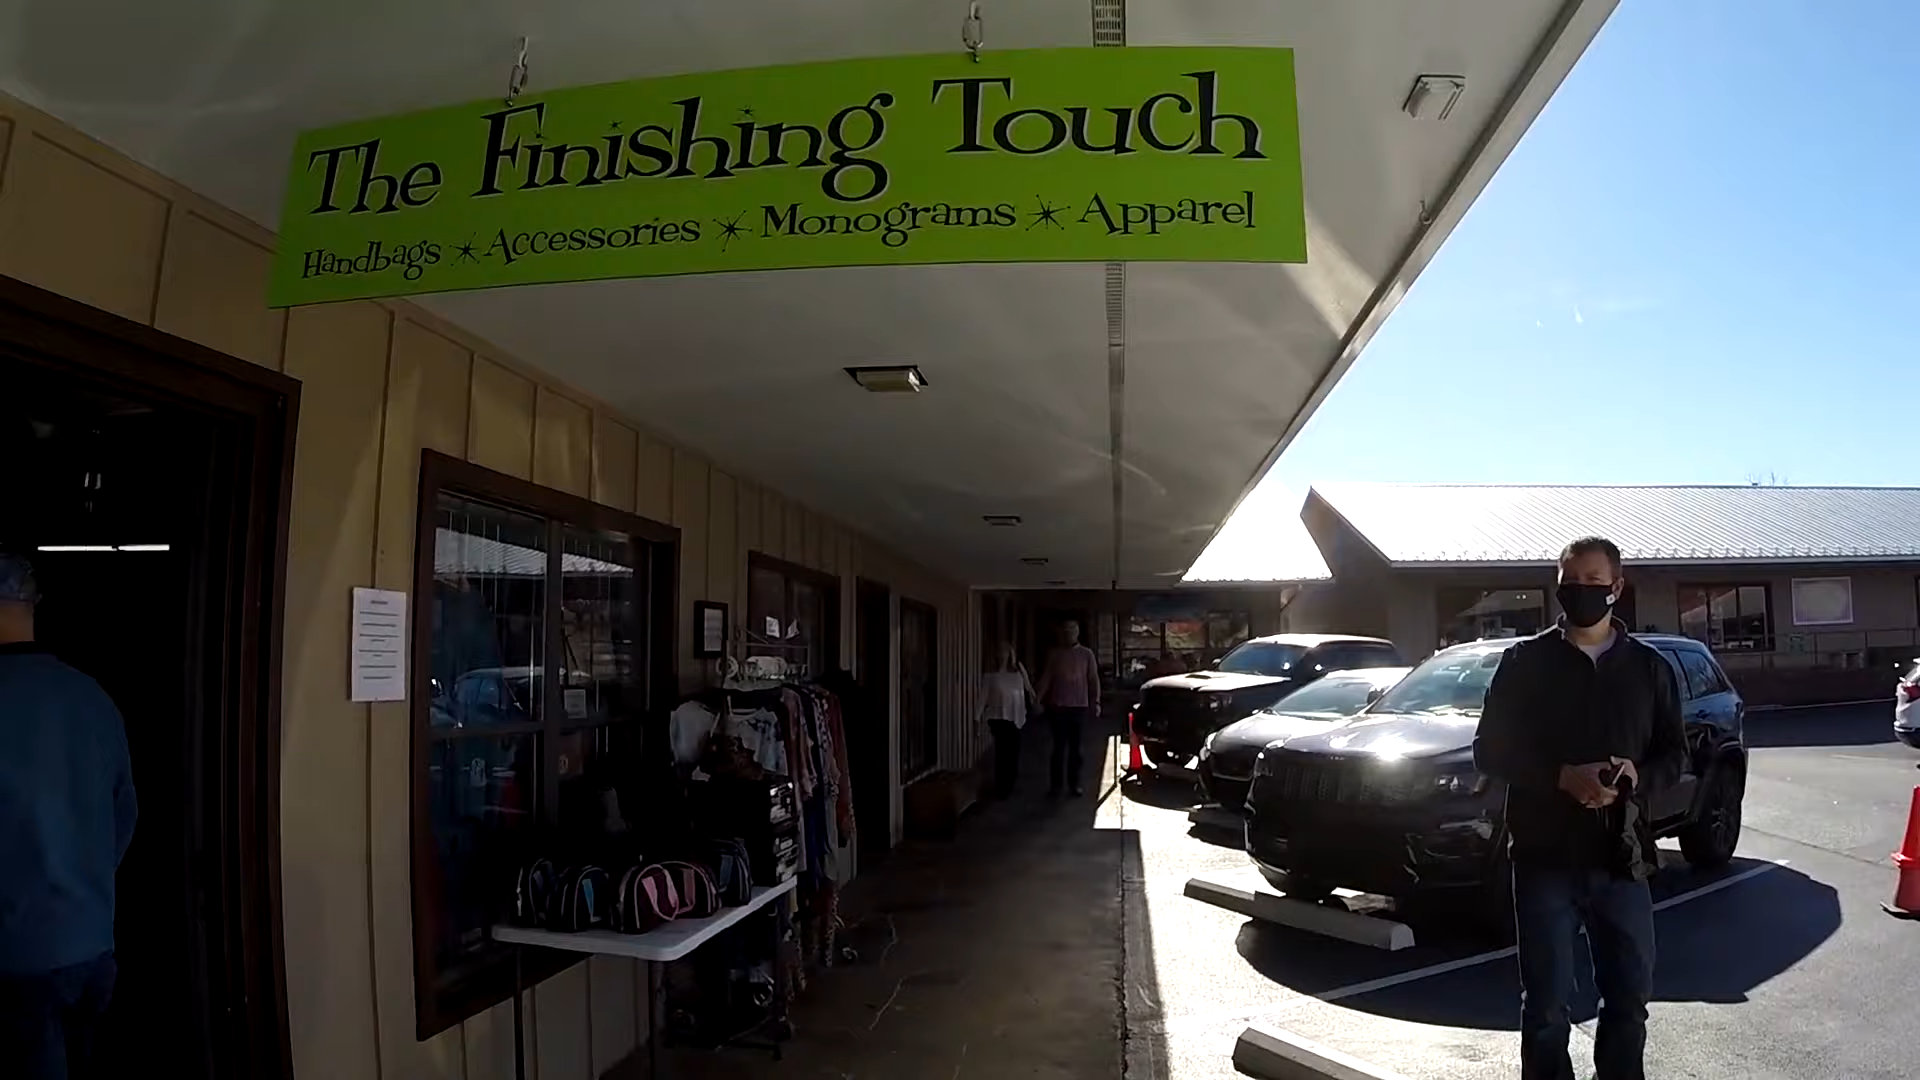 The Finishing Touch
Handbags * Accessories * Monograms * Apparel